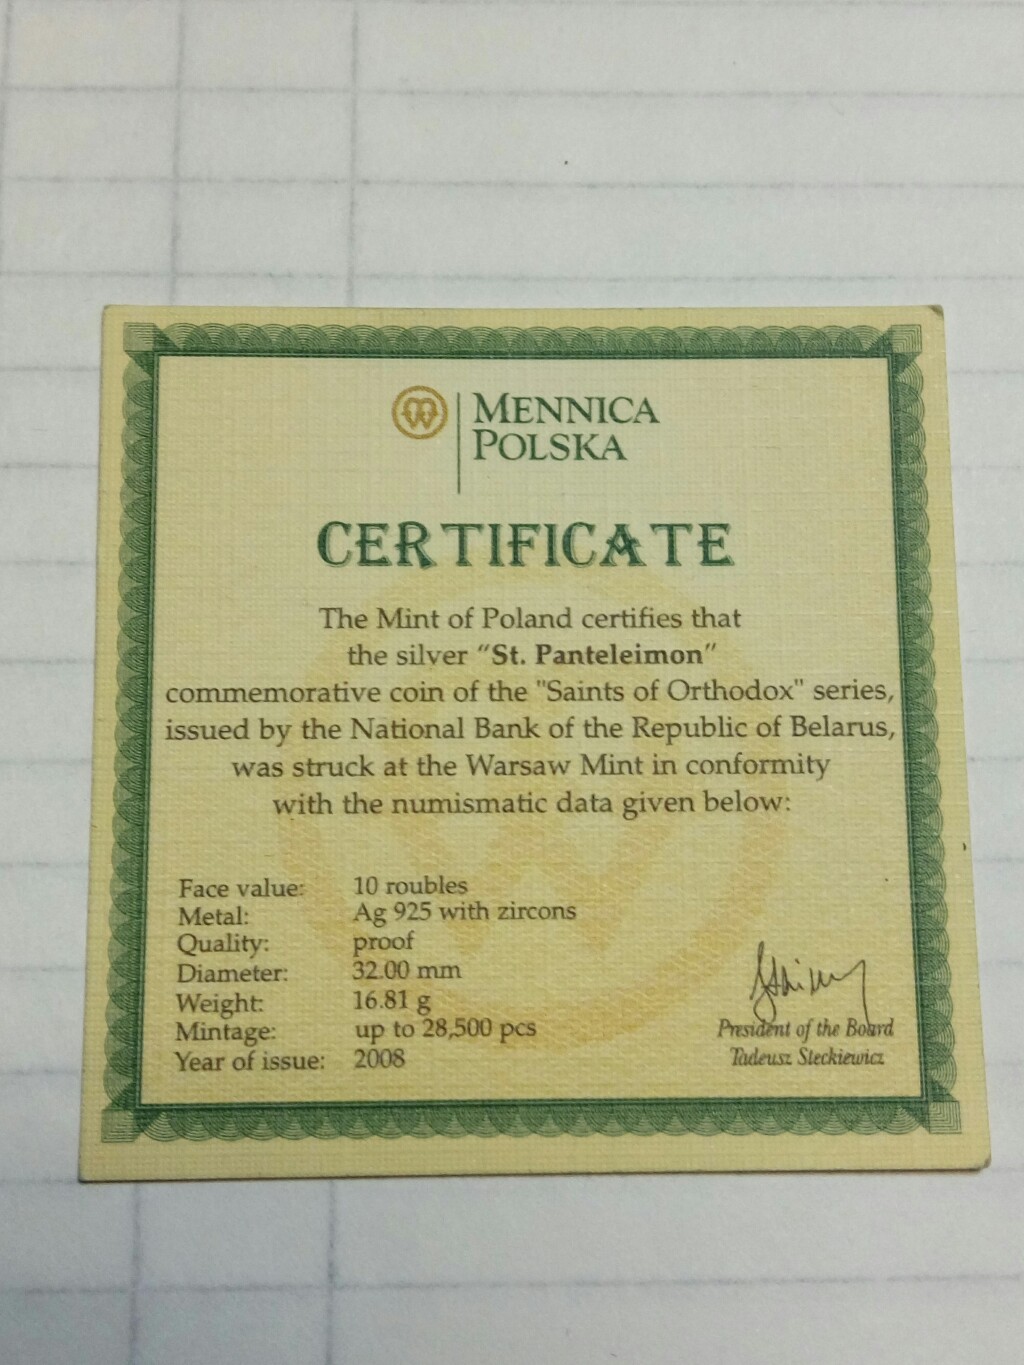 MENNICA
POLSKA
CERTIFICATE
The Mint of Poland certifies that
the silver “St. Panteleimon”
commemorative coin of the "Saints of Orthodox" series,
issued by the National Bank of the Republic of Belarus,
was struck at the Warsaw Mint in conformity
with the numismatic data given below:
Face value: 10 roubles
Metal: Ag 925 with zircons
Quality: proof
Diameter: 32.00 mm
Weight: 16.81 g
Mintage: up to 28,500 pcs
Year of issue: 2008
President of the Board
Tadeusz Steckiewicz